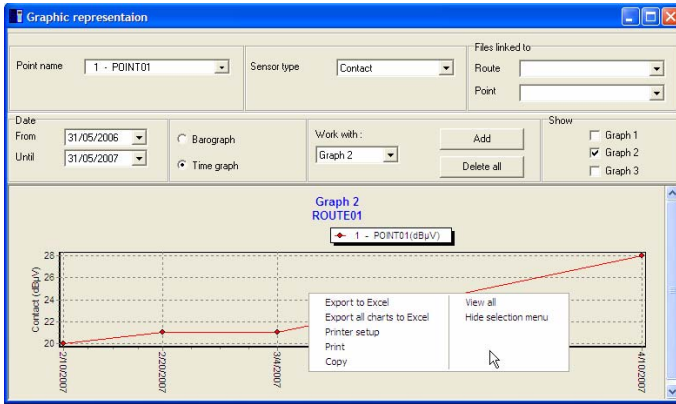 Graphic representaion
Files linked to
Point name
1 - POINT01
Sensor type
Contact
Route
Point
Date
From
31/05/2006
Until
31/05/2007
Barograph
Time graph
Work with :
Graph 2
Add
Delete all
Show
Graph 1
Graph 2
Graph 3
Graph 2
ROUTE01
1 - POINT01(dBµV)
Contact (dBµV)
28
26
24
22
20
2/10/2007
2/20/2007
3/4/2007
4/10/2007
Export to Excel
Export all charts to Excel
Printer setup
Print
Copy
View all
Hide selection menu